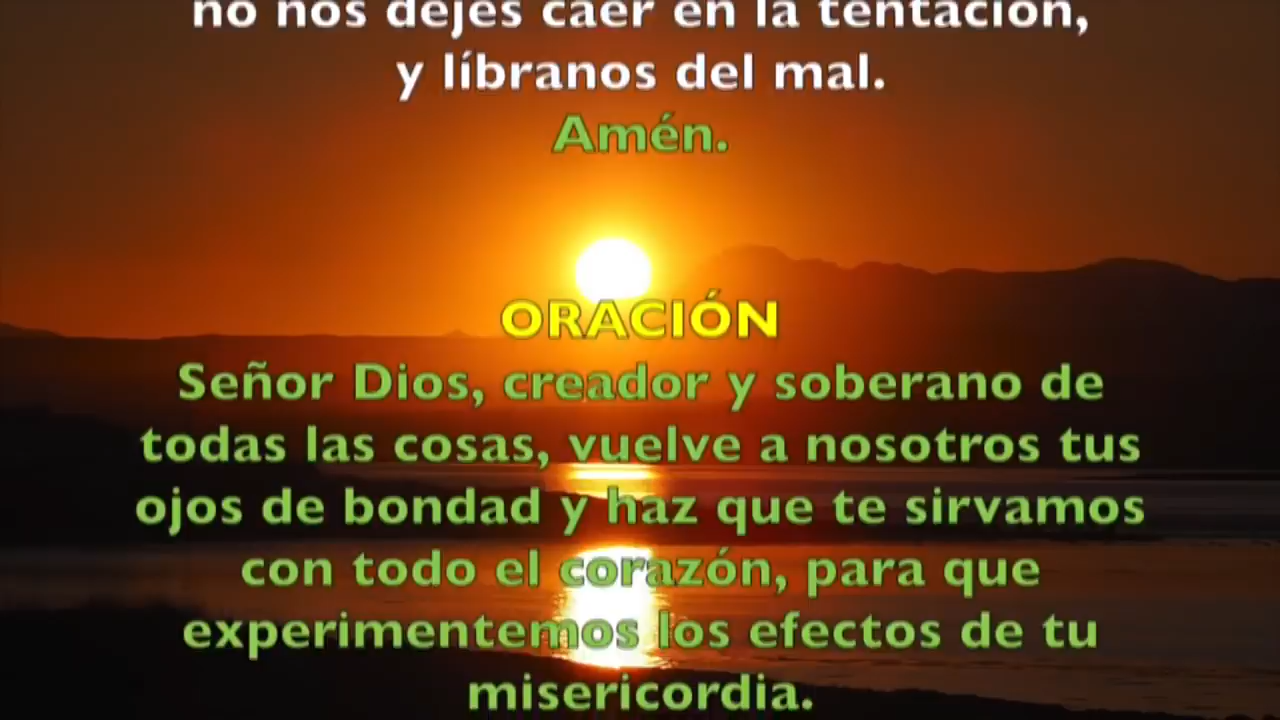 no nos dejes caer en la tentación,
y líbranos del mal.
Amén.
ORACIÓN
Señor Dios, creador y soberano de
todas las cosas, vuelve a nosotros tus
ojos de bondad y haz que te sirvamos
con todo el corazón, para que
experimentemos los efectos de tu
misericordia.